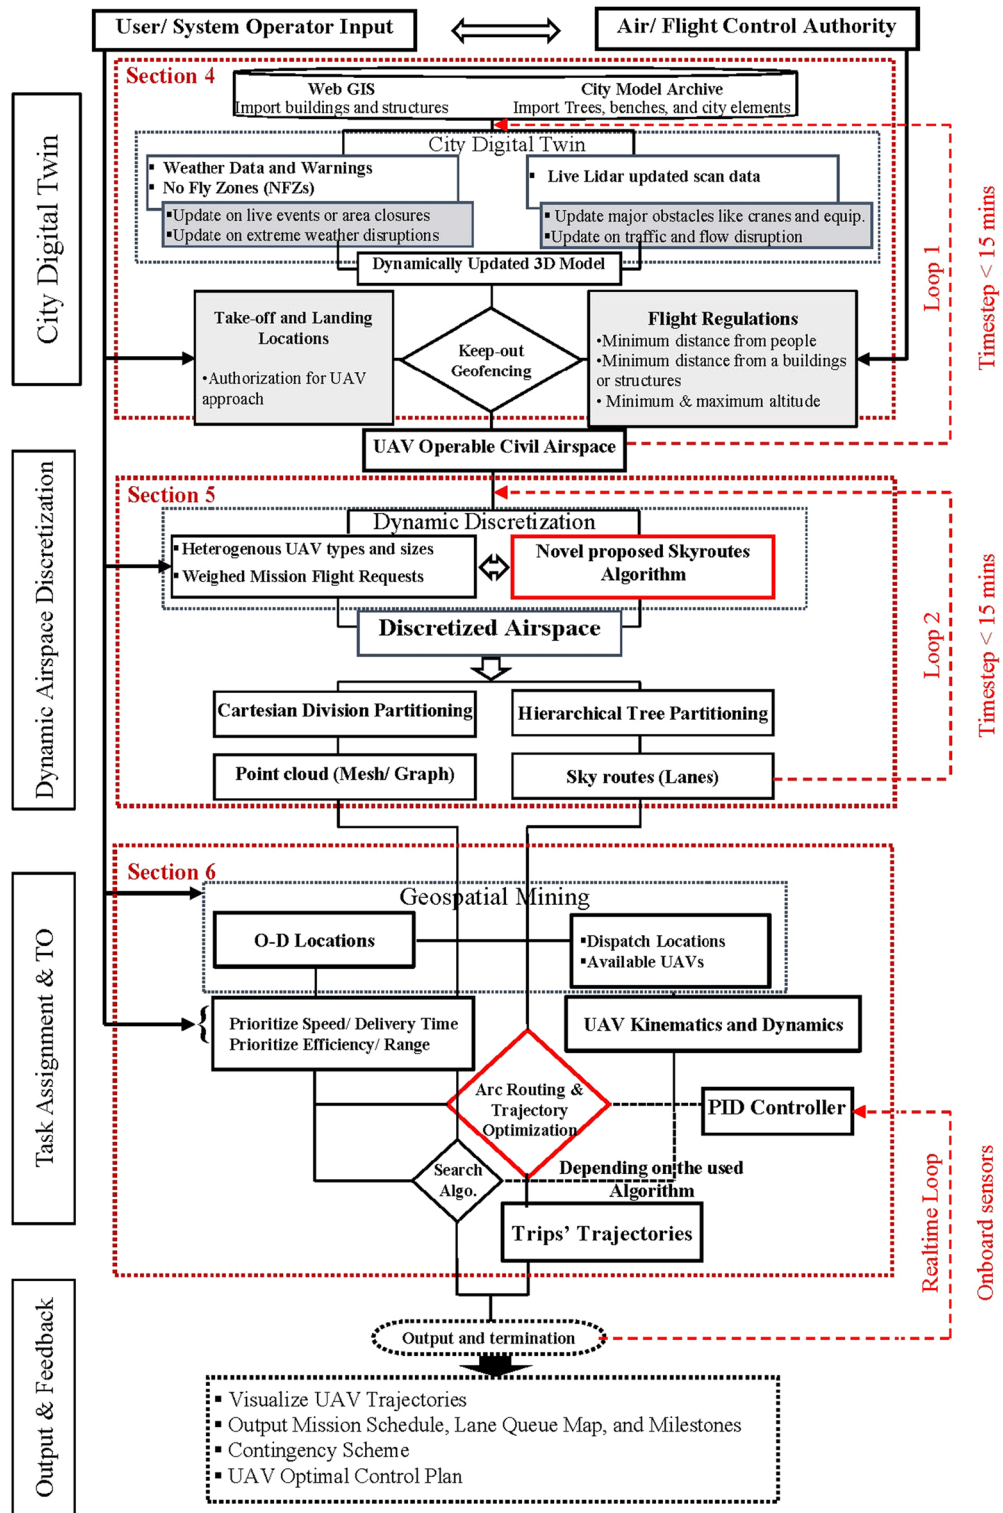 User/ System Operator Input
Air/ Flight Control Authority
Section 4
Web GIS
Import buildings and structures
City Model Archive
Import Trees, benches, and city elements
City Digital Twin
City Digital Twin
▪ Weather Data and Warnings
▪ No Fly Zones (NFZs)
▪Update on live events or area closures
▪Update on extreme weather disruptions
▪ Live Lidar updated scan data
▪Update major obstacles like cranes and equip.
▪Update on traffic and flow disruption
Dynamically Updated 3D Model
Take-off and Landing
Locations
•Authorization for UAV
approach
Keep-out
Geofencing
Flight Regulations
•Minimum distance from people
•Minimum distance from a buildings
or structures
• Minimum & maximum altitude
Loop 1
Timestep < 15 mins
UAV Operable Civil Airspace
Dynamic Airspace Discretization
Section 5
Dynamic Discretization
▪Heterogenous UAV types and sizes
▪Weighed Mission Flight Requests
Novel proposed Skyroutes
Algorithm
Discretized Airspace
Cartesian Division Partitioning
Hierarchical Tree Partitioning
Point cloud (Mesh/ Graph)
Sky routes (Lanes)
Loop 2
Timestep < 15 mins
Task Assignment & TO
Section 6
Geospatial Mining
O-D Locations
▪Dispatch Locations
▪Available UAVs
{
Prioritize Speed/ Delivery Time
Prioritize Efficiency/ Range
UAV Kinematics and Dynamics
Arc Routing &
Trajectory
Optimization
PID Controller
Search
Algo.
Depending on the used
Algorithm
Trips' Trajectories
Realtime Loop
Onboard sensors
Output & Feedback
Output and termination
▪ Visualize UAV Trajectories
▪ Output Mission Schedule, Lane Queue Map, and Milestones
▪ Contingency Scheme
▪ UAV Optimal Control Plan